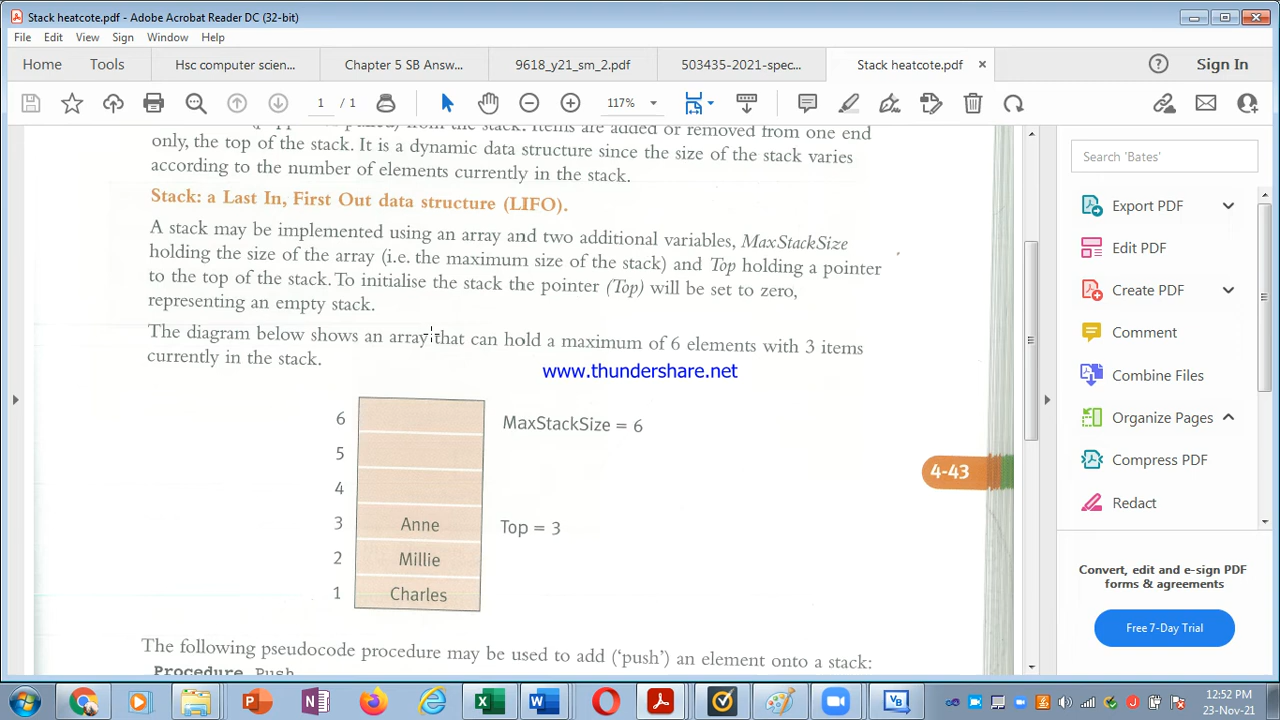 Stack heatcote.pdf - Adobe Acrobat Reader DC (32-bit)
File Edit View Sign Window Help
Home Tools Hsc computer scien... Chapter 5 SB Answ... 9618_y21_sm_2.pdf 503435-2021-spec... Stack heatcote.pdf × Sign In
1 / 1 117%
from the stack. Items are added or removed from one end
only, the top of the stack. It is a dynamic data structure since the size of the stack varies
according to the number of elements currently in the stack.
Stack: a Last In, First Out data structure (LIFO).
A stack may be implemented using an array and two additional variables, MaxStackSize
holding the size of the array (i.e. the maximum size of the stack) and Top holding a pointer
to the top of the stack. To initialise the stack the pointer (Top) will be set to zero,
representing an empty stack.
The diagram below shows an array that can hold a maximum of 6 elements with 3 items
currently in the stack.
www.thundershare.net
6 MaxStackSize = 6
5
4
3 Anne Top = 3
2 Millie
1 Charles
4-43
The following pseudocode procedure may be used to add ('push') an element onto a stack:
Procedure Push
Search 'Bates'
Export PDF
Edit PDF
Create PDF
Comment
Combine Files
Organize Pages
Compress PDF
Redact
Convert, edit and e-sign PDF
forms & agreements
Free 7-Day Trial
12:52 PM
23-Nov-21